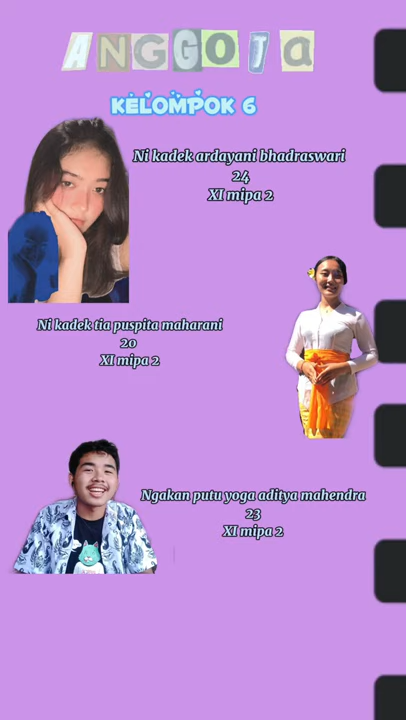 ANGGOTa
KELOMPOK 6
Ni kadek ardayani bhadraswari
24
XI mipa 2
Ni kadek tia puspita maharani
20
XI mipa 2
Ngakan putu yoga aditya mahendra
23
XI mipa 2